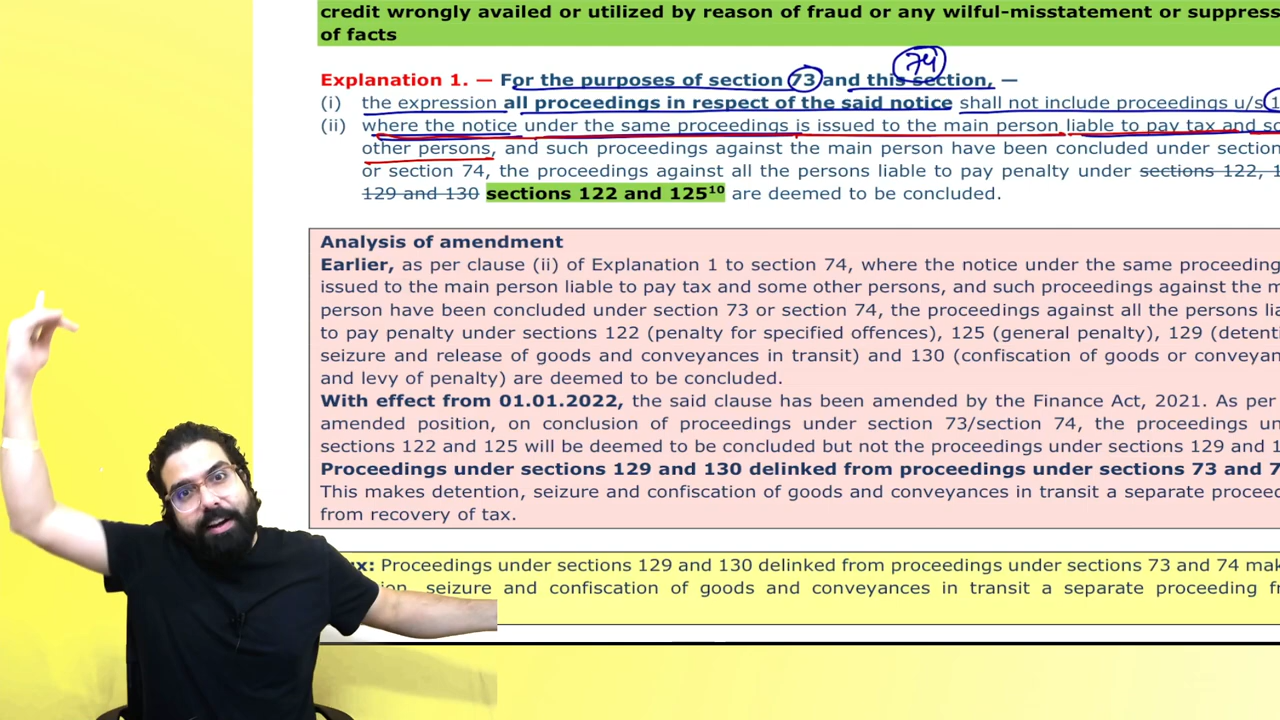 credit wrongly availed or utilized by reason of fraud or any wilful-misstatement or suppress
of facts
74
Explanation 1. — For the purposes of section 73 and this section, —
(i) the expression all proceedings in respect of the said notice shall not include proceedings u/s 1
(ii) where the notice under the same proceedings is issued to the main person liable to pay tax and so
other persons, and such proceedings against the main person have been concluded under section
or section 74, the proceedings against all the persons liable to pay penalty under sections 122, 1
129 and 130 sections 122 and 125¹⁰ are deemed to be concluded.
Analysis of amendment
Earlier, as per clause (ii) of Explanation 1 to section 74, where the notice under the same proceeding
issued to the main person liable to pay tax and some other persons, and such proceedings against the m
person have been concluded under section 73 or section 74, the proceedings against all the persons lia
to pay penalty under sections 122 (penalty for specified offences), 125 (general penalty), 129 (detenti
seizure and release of goods and conveyances in transit) and 130 (confiscation of goods or conveyan
and levy of penalty) are deemed to be concluded.
With effect from 01.01.2022, the said clause has been amended by the Finance Act, 2021. As per
amended position, on conclusion of proceedings under section 73/section 74, the proceedings un
sections 122 and 125 will be deemed to be concluded but not the proceedings under sections 129 and 1
Proceedings under sections 129 and 130 delinked from proceedings under sections 73 and 7
This makes detention, seizure and confiscation of goods and conveyances in transit a separate proceed
from recovery of tax.
x: Proceedings under sections 129 and 130 delinked from proceedings under sections 73 and 74 mak
on, seizure and confiscation of goods and conveyances in transit a separate proceeding fr